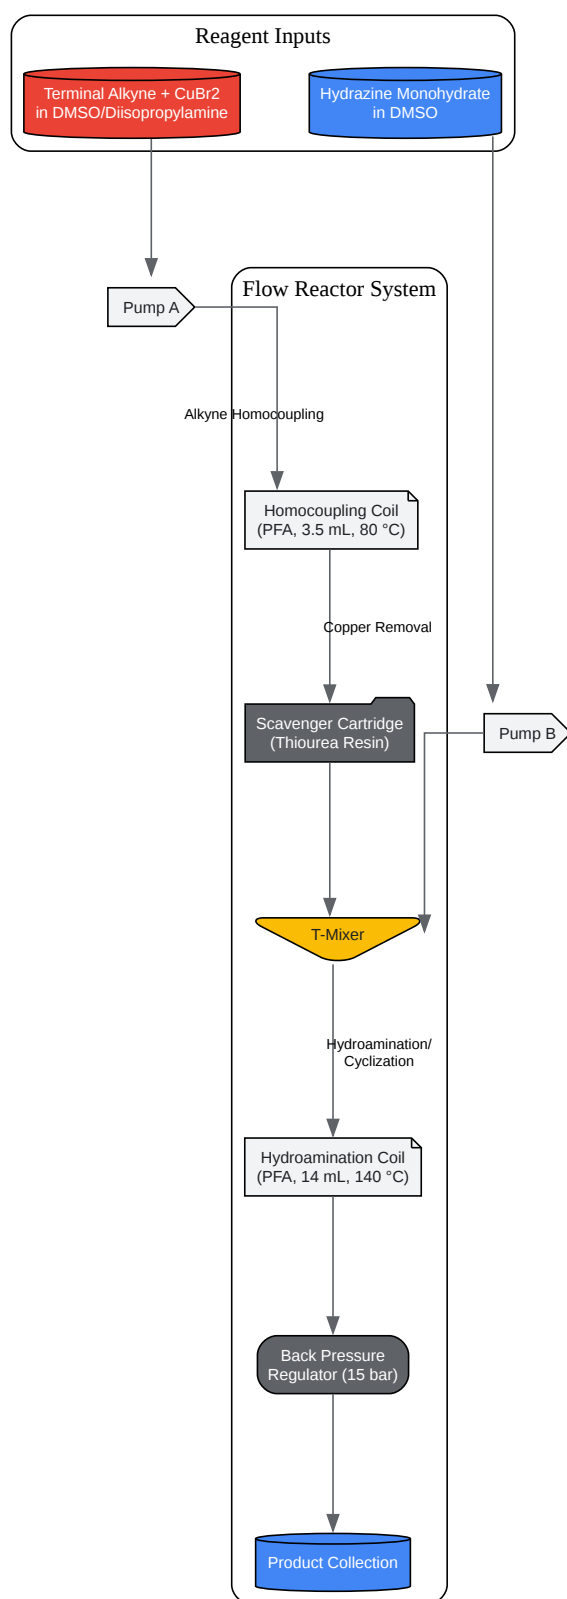 Reagent Inputs
Terminal Alkyne + CuBr2
in DMSO/Diisopropylamine
Hydrazine Monohydrate
in DMSO
Pump A
Flow Reactor System
Alkyne Homocoupling
Homocoupling Coil
(PFA, 3.5 mL, 80 °C)
Copper Removal
Scavenger Cartridge
(Thiourea Resin)
Pump B
T-Mixer
Hydroamination/
Cyclization
Hydroamination Coil
(PFA, 14 mL, 140 °C)
Back Pressure
Regulator (15 bar)
Product Collection